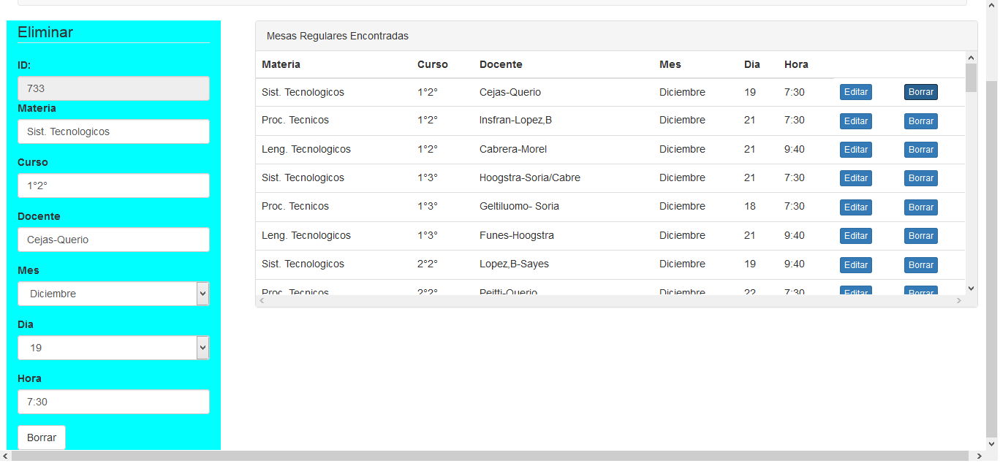 Eliminar
ID:
733
Materia
Sist. Tecnologicos
Curso
1°2°
Docente
Cejas-Querio
Mes
Diciembre
Dia
19
Hora
7:30
Borrar
Mesas Regulares Encontradas
Materia Curso Docente Mes Dia Hora
Sist. Tecnologicos 1°2° Cejas-Querio Diciembre 19 7:30 Editar Borrar
Proc. Tecnicos 1°2° Insfran-Lopez,B Diciembre 21 7:30 Editar Borrar
Leng. Tecnologicos 1°2° Cabrera-Morel Diciembre 21 9:40 Editar Borrar
Sist. Tecnologicos 1°3° Hoogstra-Soria/Cabre Diciembre 21 7:30 Editar Borrar
Proc. Tecnicos 1°3° Geltiluomo- Soria Diciembre 18 7:30 Editar Borrar
Leng. Tecnologicos 1°3° Funes-Hoogstra Diciembre 21 9:40 Editar Borrar
Sist. Tecnologicos 2°2° Lopez,B-Sayes Diciembre 19 9:40 Editar Borrar
Proc. Tecnicos 2°2° Peitti-Querio Diciembre 22 7:30 Editar Borrar